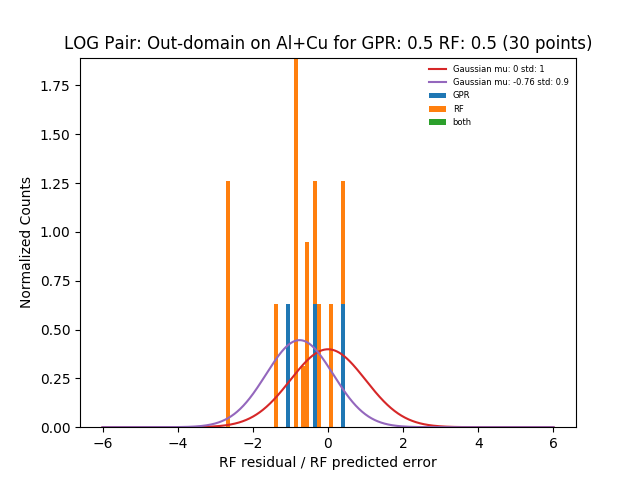 LOG Pair: Out-domain on Al+Cu for GPR: 0.5 RF: 0.5 (30 points)
Gaussian mu: 0 std: 1
Gaussian mu: -0.76 std: 0.9
GPR
RF
both
Normalized Counts
1.75
1.50
1.25
1.00
0.75
0.50
0.25
0.00
−6
−4
−2
0
2
4
6
RF residual / RF predicted error